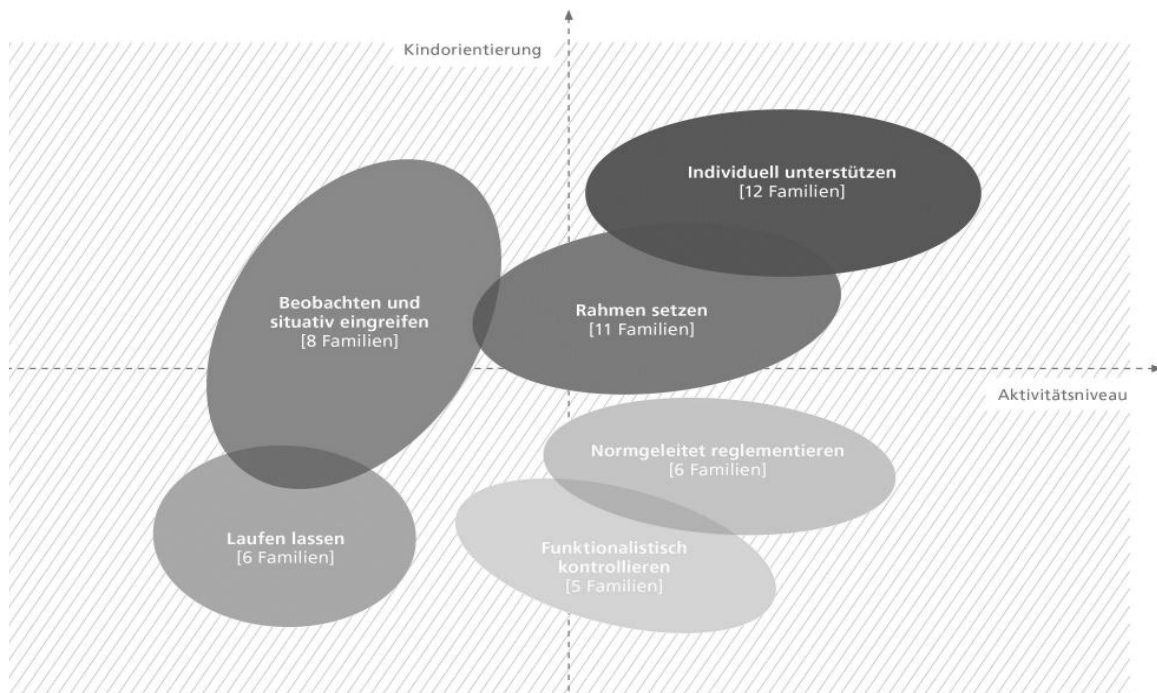 Kindorientierung
Individuell unterstützen
[12 Familien]
Beobachten und
situativ eingreifen
[8 Familien]
Rahmen setzen
[11 Familien]
Aktivitätsniveau
Normgeleitet reglementieren
[6 Familien]
Laufen lassen
[6 Familien]
Funktionalistisch
kontrollieren
[5 Familien]